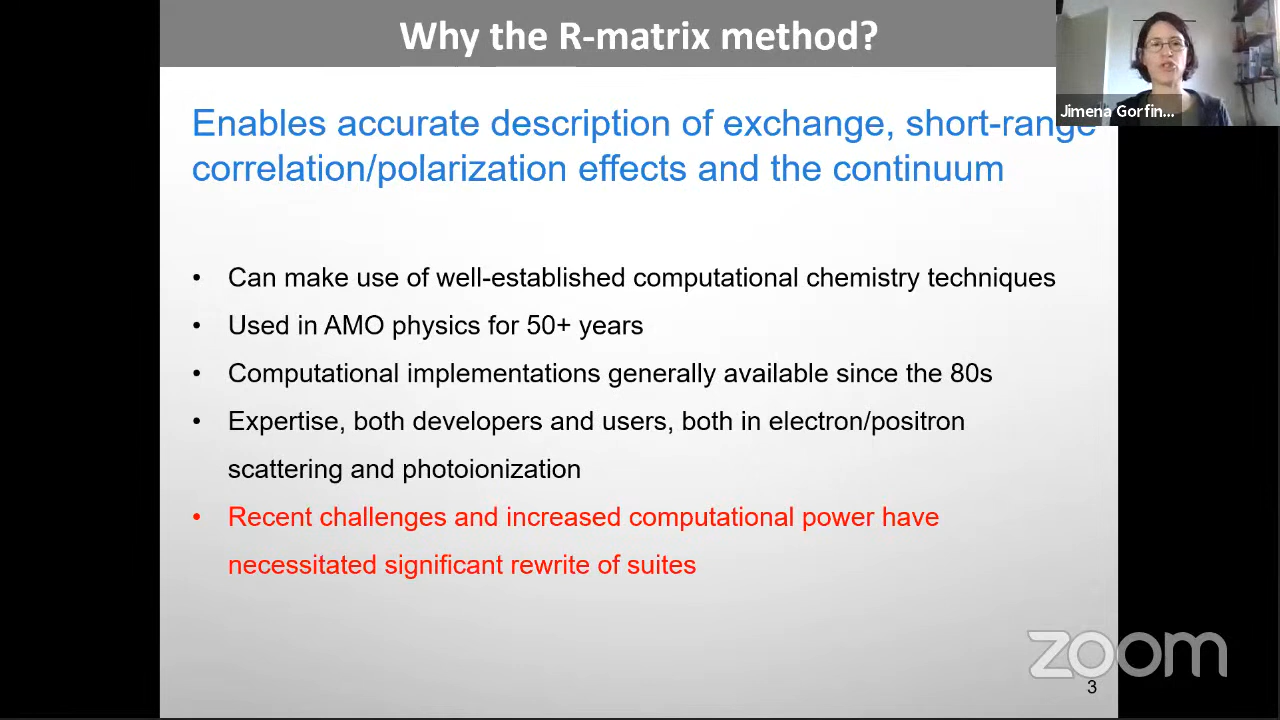 Why the R-matrix method?
Jimena Gorfin...
Enables accurate description of exchange, short-range
correlation/polarization effects and the continuum
• Can make use of well-established computational chemistry techniques
• Used in AMO physics for 50+ years
• Computational implementations generally available since the 80s
• Expertise, both developers and users, both in electron/positron
scattering and photoionization
• Recent challenges and increased computational power have
necessitated significant rewrite of suites
zoom
3